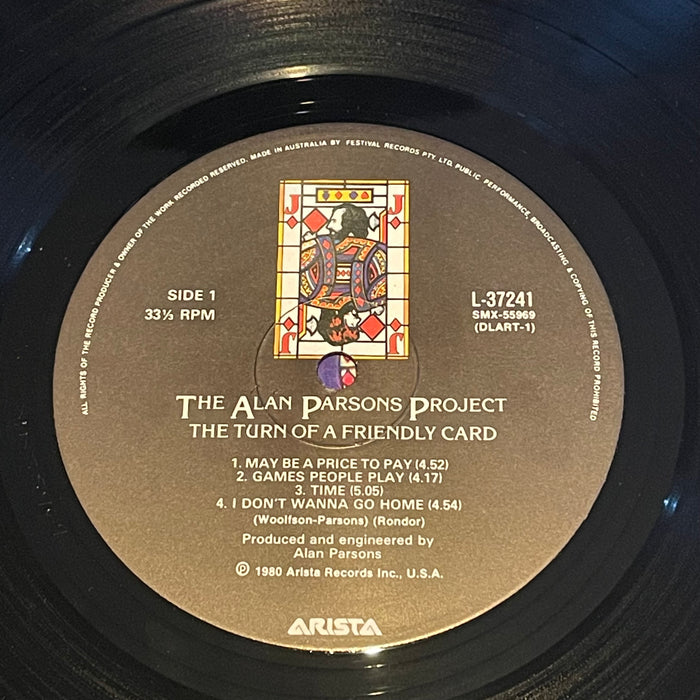 ALL RIGHTS OF THE RECORD PRODUCER & OWNER OF THE WORK RECORDED RESERVED. MADE IN AUSTRALIA BY FESTIVAL RECORDS PTY. LTD. PUBLIC PERFORMANCE, BROADCASTING & COPYING OF THIS RECORD PROHIBITED
J
J
SIDE 1
33⅓ RPM
L-37241
SMX-55969
(DLART-1)
THE ALAN PARSONS PROJECT
THE TURN OF A FRIENDLY CARD
1. MAY BE A PRICE TO PAY (4.52)
2. GAMES PEOPLE PLAY (4.17)
3. TIME (5.05)
4. I DON'T WANNA GO HOME (4.54)
(Woolfson-Parsons) (Rondor)
Produced and engineered by
Alan Parsons
℗ 1980 Arista Records Inc., U.S.A.
ARISTA